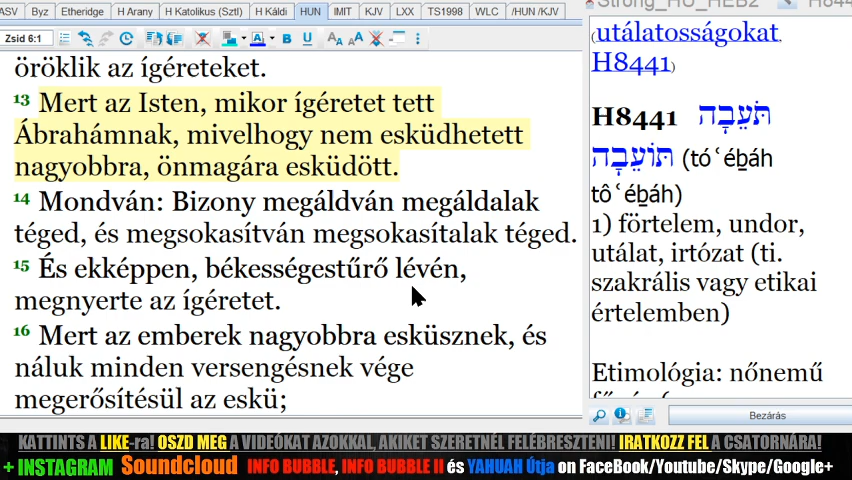 ASV Byz Etheridge H Arany H Katolikus (SztI) H Káldi HUN IMIT KJV LXX TS1998 WLC /HUN /KJV
Zsid 6:1
B U
öröklik az ígéreteket.
13 Mert az Isten, mikor ígéretet tett
Ábrahámnak, mivelhogy nem esküdhetett
nagyobbra, önmagára esküdött.
14 Mondván: Bizony megáldván megáldalak
téged, és megsokasítván megsokasítalak téged.
15 És ekképpen, békességestűrő lévén,
megnyerte az ígéretet.
16 Mert az emberek nagyobbra esküsznek, és
náluk minden versengésnek vége
megerősítésül az eskü;
Strong_HU_HEB2
(utálatosságokat,
H8441)
H8441 תֹּעֵבָה
תּוֹעֵבָה (tóʿéḇáh
tôʿéḇáh)
1) förtelem, undor,
utálat, irtózat (ti.
szakrális vagy etikai
értelemben)
Etimológia: nőnemű
Bezárás
KATTINTS A LIKE-ra! OSZD MEG A VIDEÓKAT AZOKKAL, AKIKET SZERETNÉL FELÉBRESZTENI! IRATKOZZ FEL A CSATORNÁRA!
+ INSTAGRAM Soundcloud INFO BUBBLE, INFO BUBBLE II és YAHUAH Útja on FaceBook/Youtube/Skype/Google+